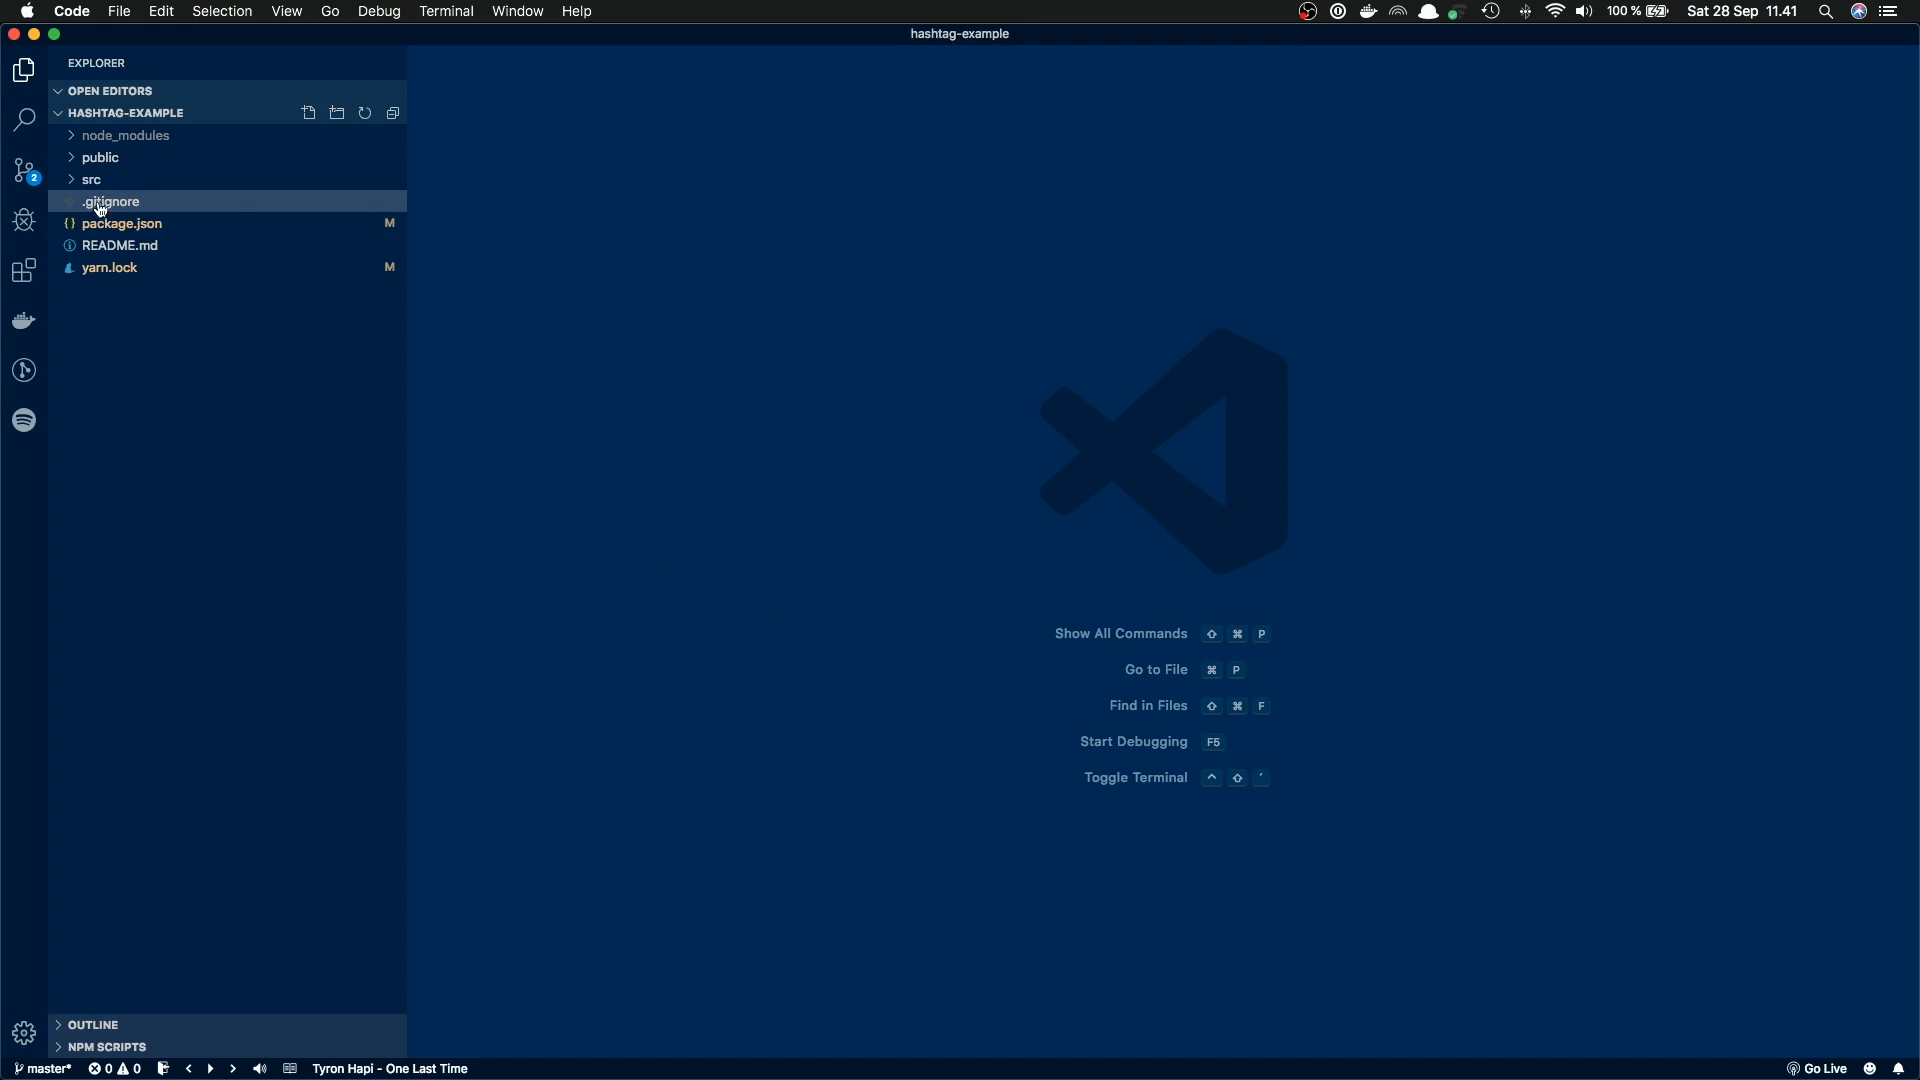 Code File Edit Selection View Go Debug Terminal Window Help 100 % Sat 28 Sep 11.41
hashtag-example
EXPLORER
OPEN EDITORS
HASHTAG-EXAMPLE
node_modules
public
src
2
.gitignore
{} package.json M
README.md
yarn.lock M
Show All Commands ⇧ ⌘ P
Go to File ⌘ P
Find in Files ⇧ ⌘ F
Start Debugging F5
Toggle Terminal ^ ⇧ ´
OUTLINE
NPM SCRIPTS
master* 0 0 Tyron Hapi - One Last Time Go Live